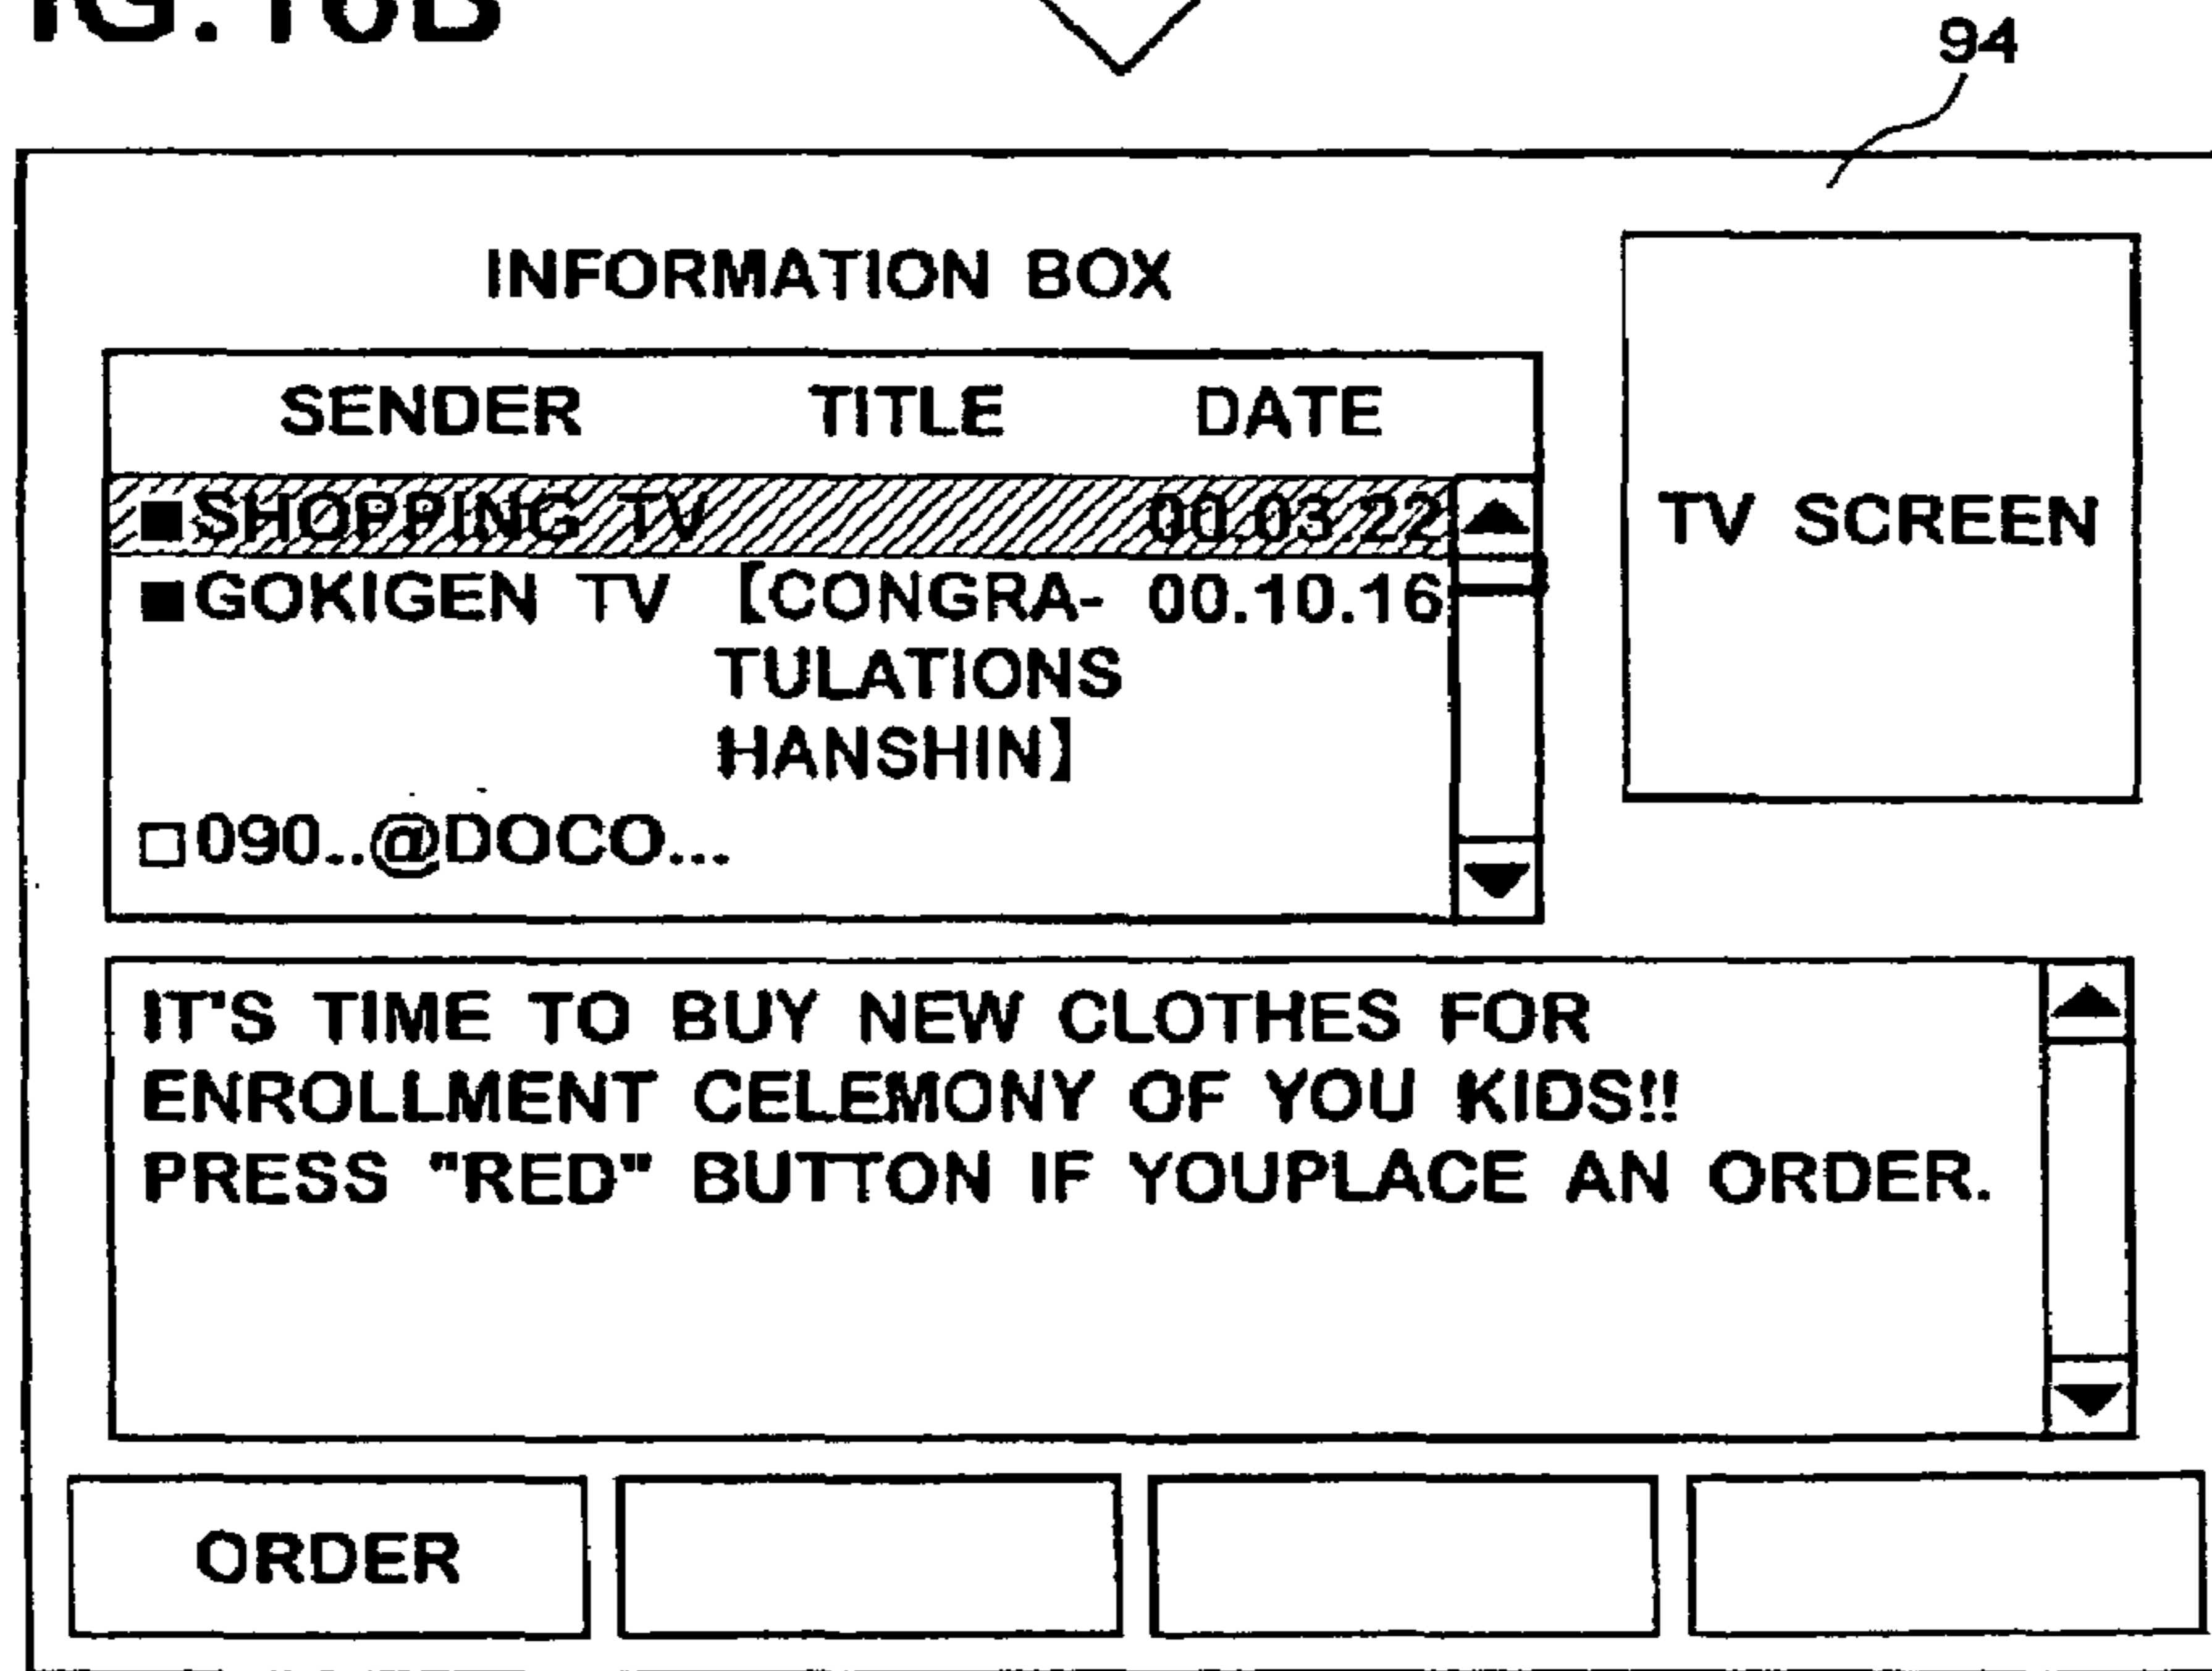 FIG.16B
94
INFORMATION BOX
SENDER TITLE DATE
■SHOPPING TV 00.03.22
■GOKIGEN TV 【CONGRA- 00.10.16
TULATIONS
HANSHIN】
□090..@DOCO...
TV SCREEN
IT'S TIME TO BUY NEW CLOTHES FOR
ENROLLMENT CELEMONY OF YOU KIDS!!
PRESS "RED" BUTTON IF YOUPLACE AN ORDER.
ORDER